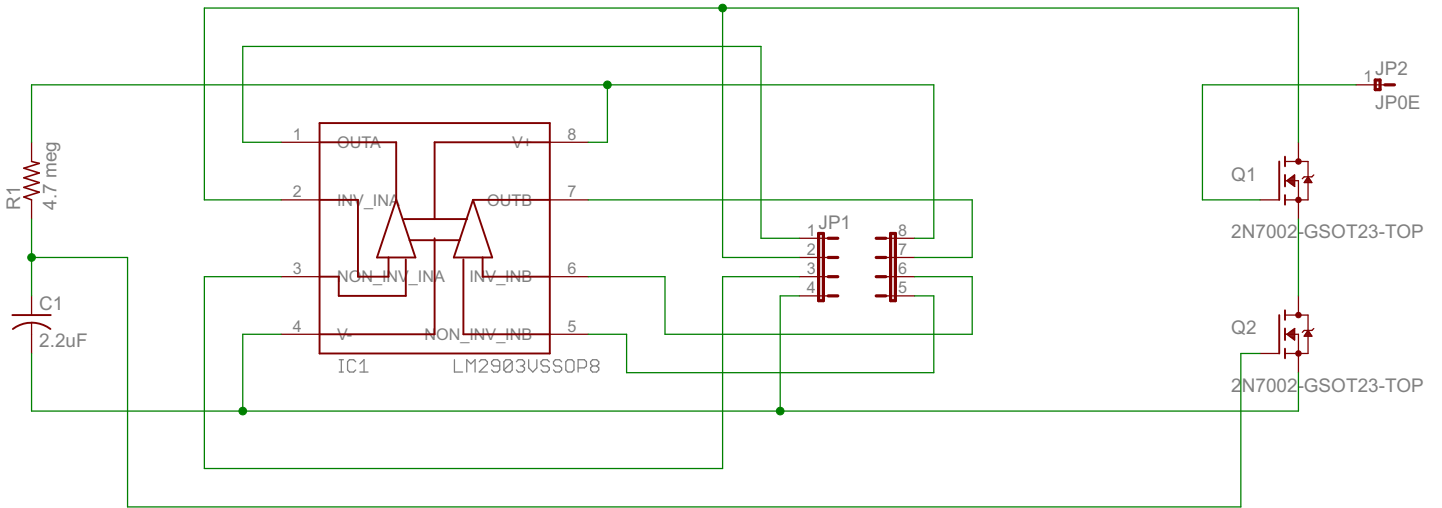 JP2
1
JP0E
1 OUTA V+ 8
R1
4.7 meg
Q1
2 INV_INA OUTB 7
2N7002-GSOT23-TOP
JP1
1 8
2 7
3 6
4 5
3 NON_INV_INA INV_INB 6
C1
2.2uF
4 V- NON_INV_INB 5
Q2
IC1 LM2903VSSOP8
2N7002-GSOT23-TOP